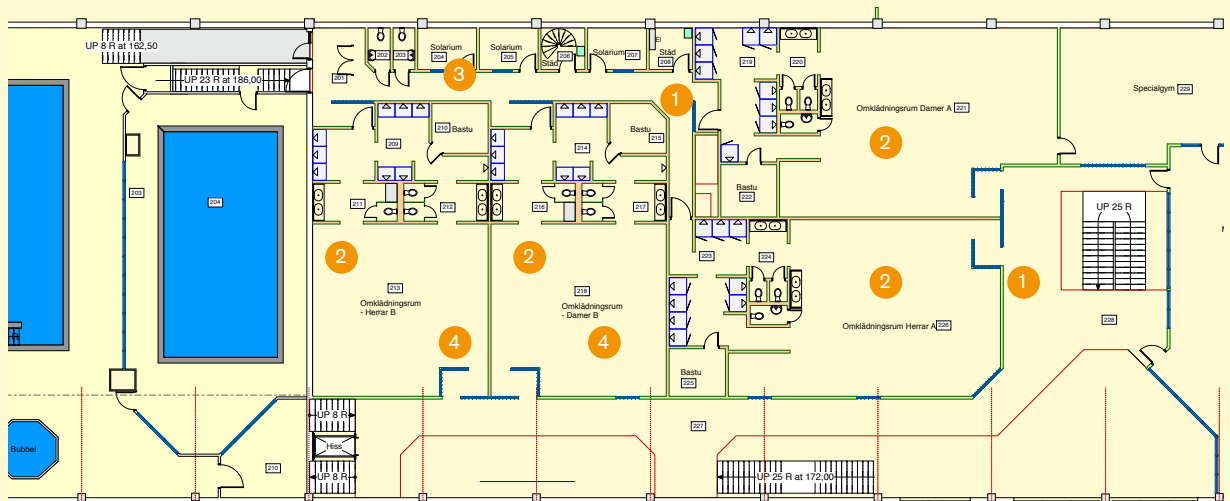 UP 8 R at 162,50
UP 23 R at 186,00
201
202
203
Solarium
204
3
Solarium
205
206
Städ
Solarium
207
El
Städ
208
1
219
220
Omklädningsrum Damer A 221
2
Specialgym 229
203
204
209
210
Bastu
214
Bastu
215
211
212
216
217
Bastu
222
UP 25 R
2
213
Omklädningsrum
- Herrar B
4
2
218
Omklädningsrum
- Damer B
4
223
224
2
Omklädningsrum Herrar A 226
1
228
Bastu
225
UP 8 R
Hiss
UP 8 R
227
UP 25 R at 172,00
Bubbel
210